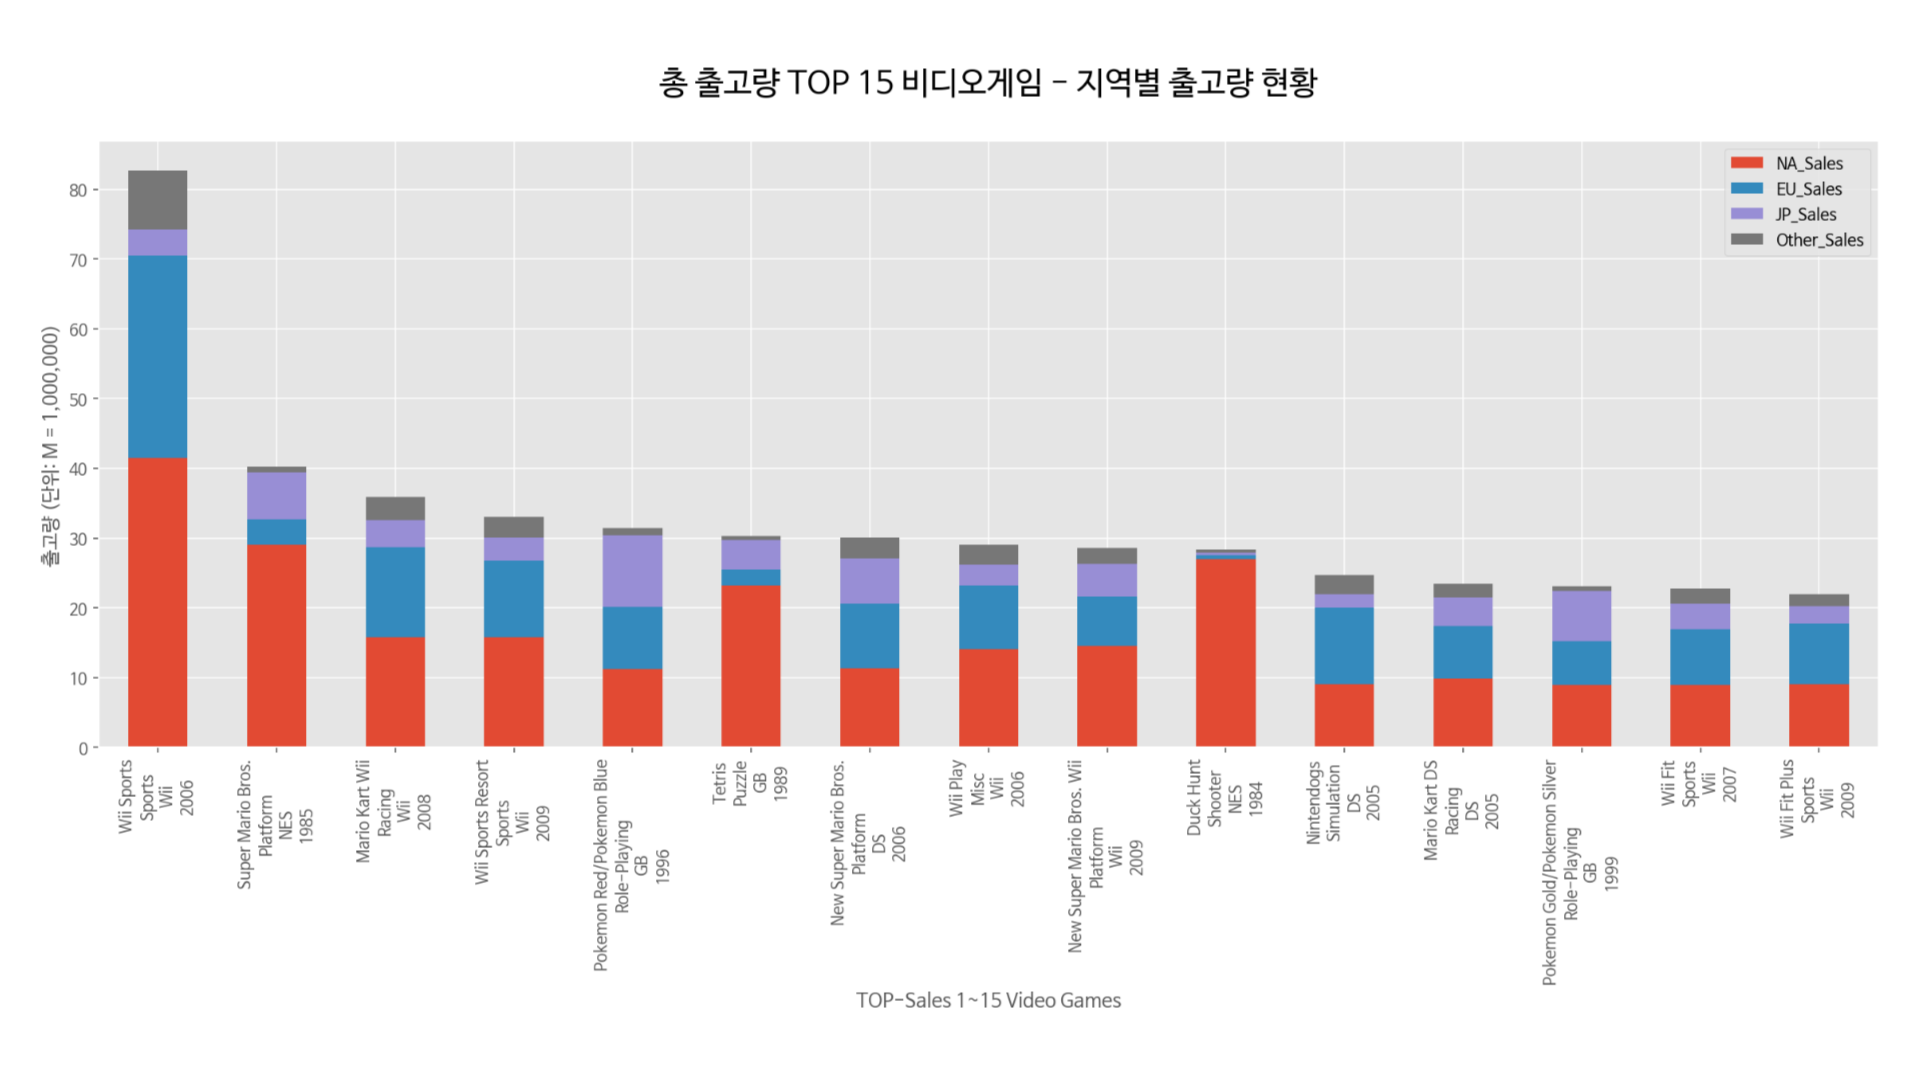 총 출고량 TOP 15 비디오게임 - 지역별 출고량 현황
NA_Sales
EU_Sales
JP_Sales
Other_Sales
출고량 (단위: M = 1,000,000)
80
70
60
50
40
30
20
10
0
Wii Sports
Sports
Wii
2006
Super Mario Bros.
Platform
NES
1985
Mario Kart Wii
Racing
Wii
2008
Wii Sports Resort
Sports
Wii
2009
Pokemon Red/Pokemon Blue
Role-Playing
GB
1996
Tetris
Puzzle
GB
1989
New Super Mario Bros.
Platform
DS
2006
Wii Play
Misc
Wii
2006
New Super Mario Bros. Wii
Platform
Wii
2009
Duck Hunt
Shooter
NES
1984
Nintendogs
Simulation
DS
2005
Mario Kart DS
Racing
DS
2005
Pokemon Gold/Pokemon Silver
Role-Playing
GB
1999
Wii Fit
Sports
Wii
2007
Wii Fit Plus
Sports
Wii
2009
TOP-Sales 1~15 Video Games